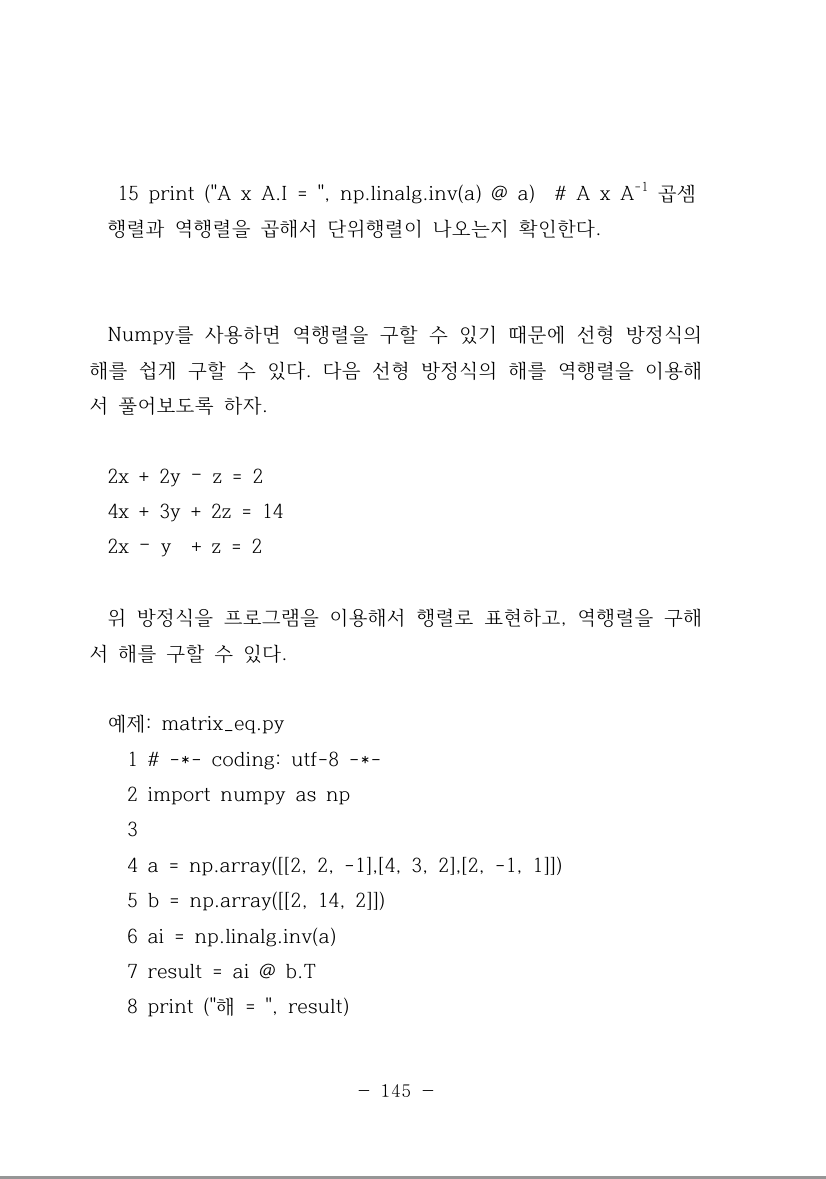 15 print ("A x A.I = ", np.linalg.inv(a) @ a)  # A x A⁻¹ 곱셈
행렬과 역행렬을 곱해서 단위행렬이 나오는지 확인한다.
Numpy를 사용하면 역행렬을 구할 수 있기 때문에 선형 방정식의
해를 쉽게 구할 수 있다. 다음 선형 방정식의 해를 역행렬을 이용해
서 풀어보도록 하자.
2x + 2y - z = 2
4x + 3y + 2z = 14
2x - y  + z = 2
위 방정식을 프로그램을 이용해서 행렬로 표현하고, 역행렬을 구해
서 해를 구할 수 있다.
예제: matrix_eq.py
1 # -*- coding: utf-8 -*-
2 import numpy as np
3
4 a = np.array([[2, 2, -1],[4, 3, 2],[2, -1, 1]])
5 b = np.array([[2, 14, 2]])
6 ai = np.linalg.inv(a)
7 result = ai @ b.T
8 print ("해 = ", result)
- 145 -